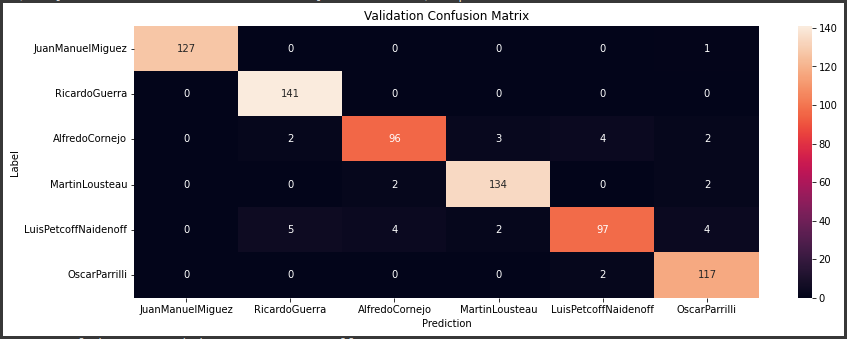 Validation Confusion Matrix
JuanManuelMiguez 127 0 0 0 0 1
RicardoGuerra 0 141 0 0 0 0
AlfredoCornejo 0 2 96 3 4 2
MartinLousteau 0 0 2 134 0 2
LuisPetcoffNaidenoff 0 5 4 2 97 4
OscarParrilli 0 0 0 0 2 117
JuanManuelMiguez RicardoGuerra AlfredoCornejo MartinLousteau LuisPetcoffNaidenoff OscarParrilli
Prediction
Label
140
120
100
80
60
40
20
0